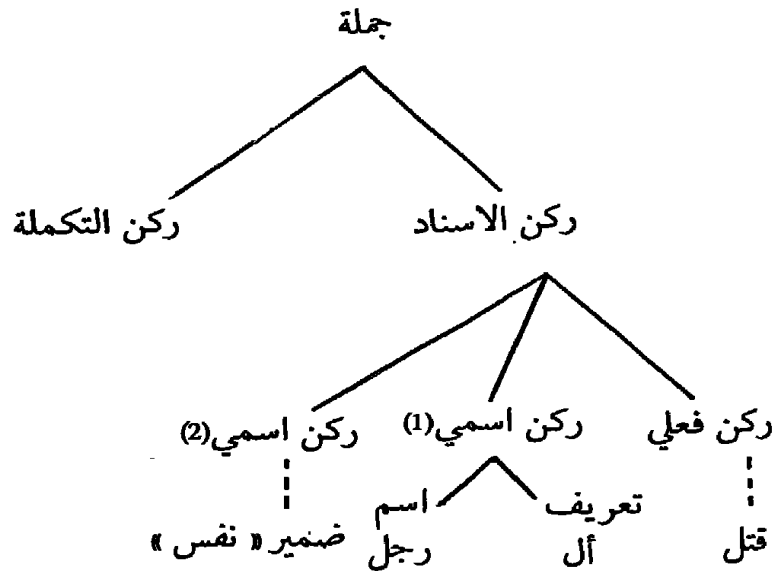 جملة
ركن الاسناد ركن التكملة
ركن فعلي ركن اسمي(1) ركن اسمي(2)
تعريف اسم
قتل أل رجل ضمير « نفس »